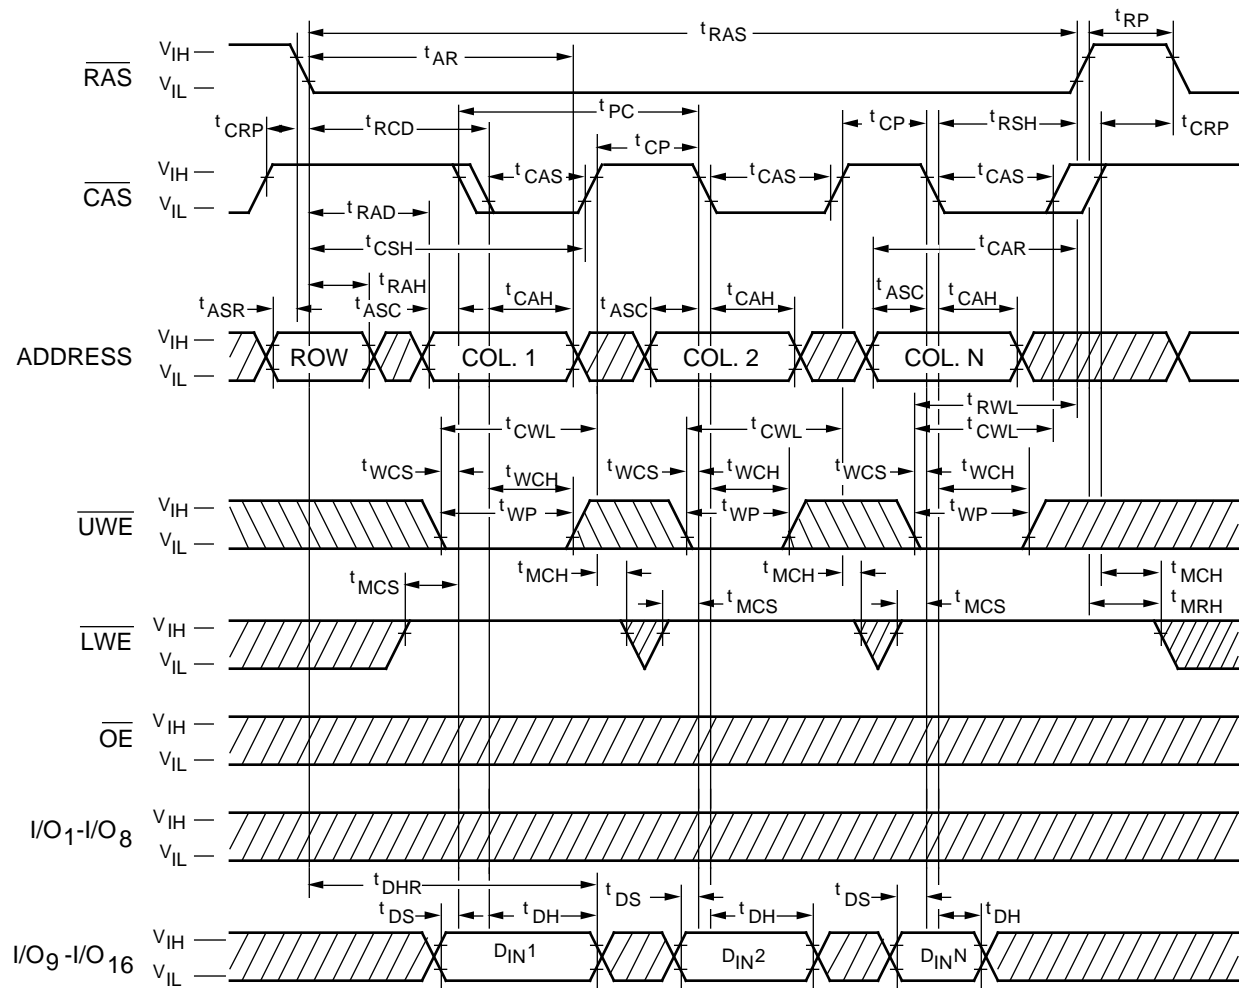 tRAS
tRP
VIH
tAR
RAS
VIL
tPC
tCRP
tRCD
tCP
tRSH
tCRP
tCP
VIH
tCAS
tCAS
tCAS
CAS
VIL
tRAD
tCSH
tCAR
tRAH
tASR
tASC
tCAH
tASC
tCAH
tASC
tCAH
VIH
ADDRESS
ROW
COL. 1
COL. 2
COL. N
VIL
tRWL
tCWL
tCWL
tCWL
tWCS
tWCH
tWCS
tWCH
tWCS
tWCH
VIH
tWP
tWP
tWP
UWE
VIL
tMCH
tMCH
tMCH
tMCS
tMCS
tMCS
tMRH
VIH
LWE
VIL
VIH
OE
VIL
VIH
I/O1-I/O8
VIL
tDHR
tDS
tDS
tDS
tDH
tDH
tDH
VIH
I/O9-I/O16
DIN1
DIN2
DINN
VIL